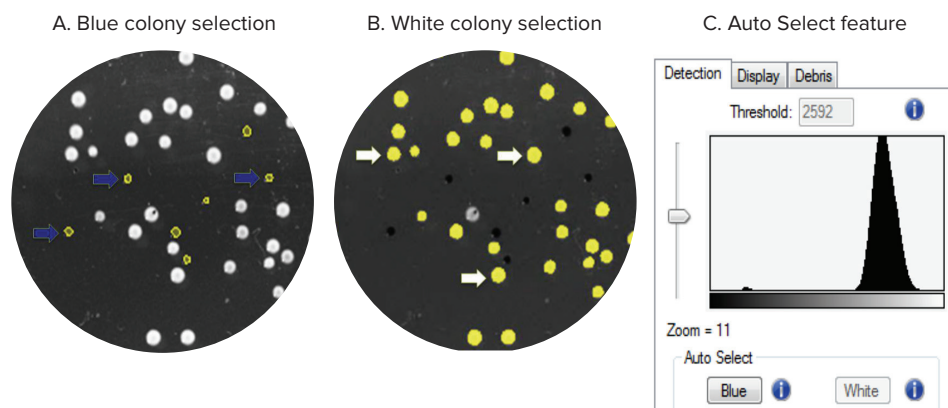 A. Blue colony selection
B. White colony selection
C. Auto Select feature
Detection
Display
Debris
Threshold: 2592
Zoom = 11
Auto Select
Blue
White